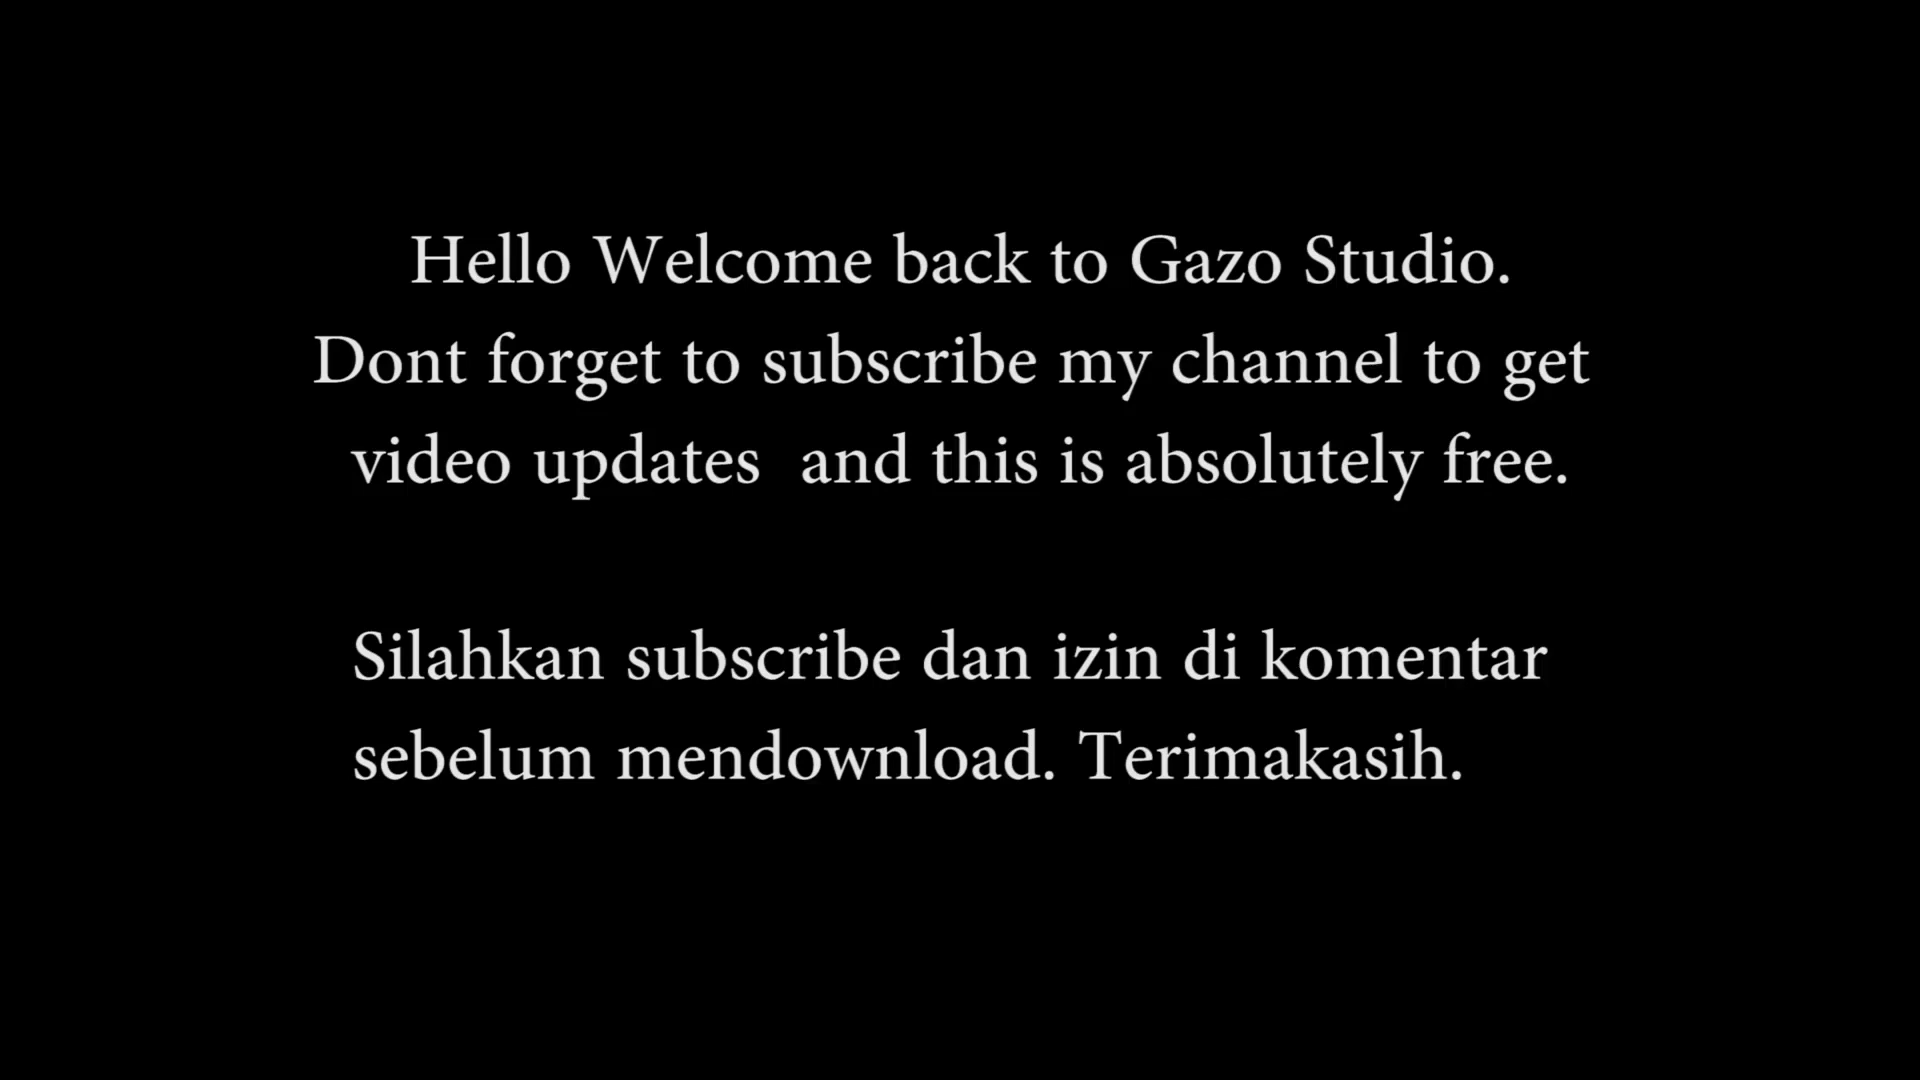 Hello Welcome back to Gazo Studio.
Dont forget to subscribe my channel to get
video updates  and this is absolutely free.
Silahkan subscribe dan izin di komentar
sebelum mendownload. Terimakasih.